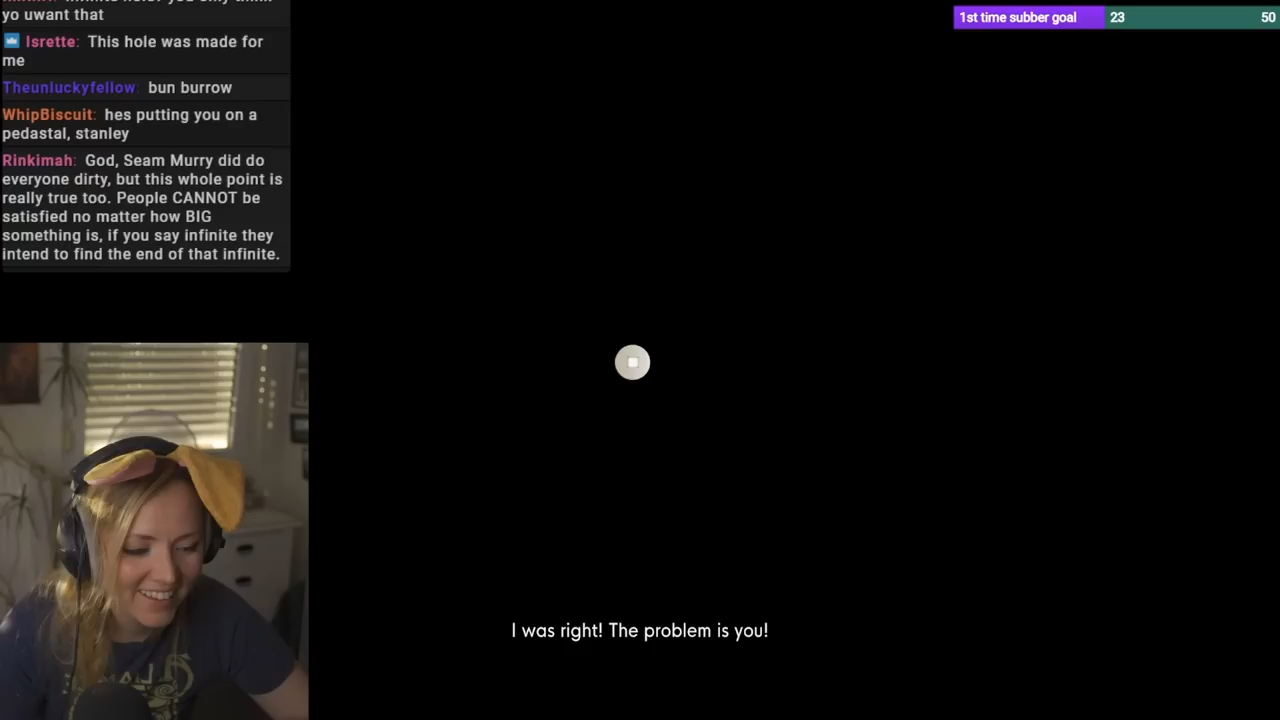 yo uwant that
Isrette: This hole was made for
me
Theunluckyfellow: bun burrow
WhipBiscuit: hes putting you on a
pedastal, stanley
Rinkimah: God, Seam Murry did do
everyone dirty, but this whole point is
really true too. People CANNOT be
satisfied no matter how BIG
something is, if you say infinite they
intend to find the end of that infinite.
1st time subber goal 23 50
I was right! The problem is you!